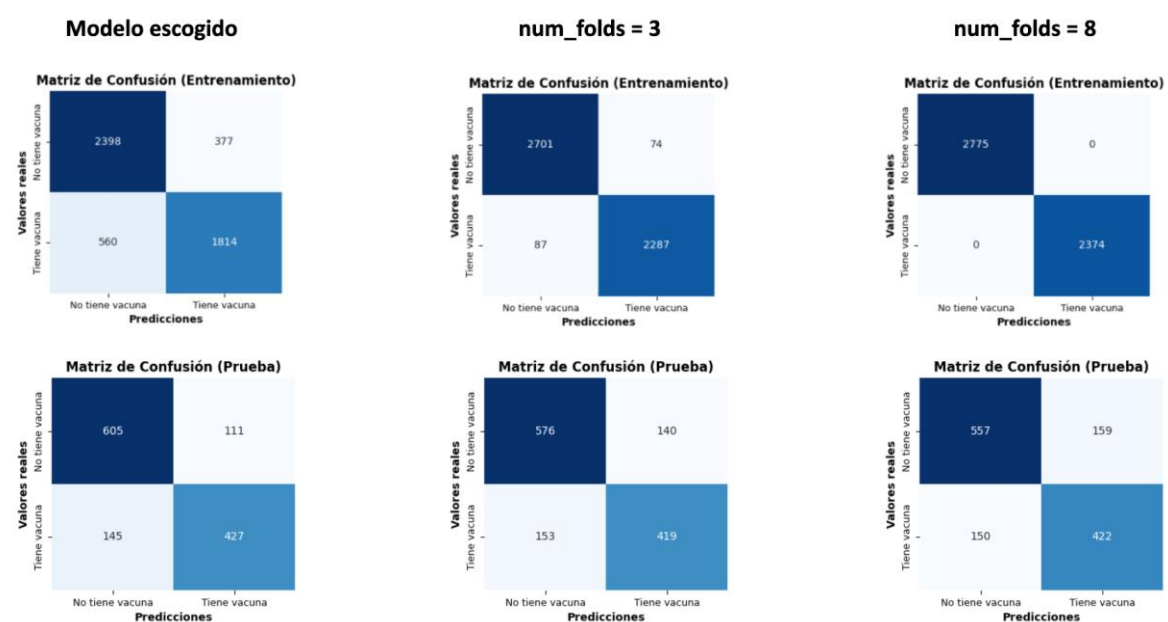 Modelo escogido
num_folds = 3
num_folds = 8
Matriz de Confusión (Entrenamiento)
Valores reales
No tiene vacuna
Tiene vacuna
2398 377
560 1814
No tiene vacuna Tiene vacuna
Predicciones
Matriz de Confusión (Entrenamiento)
Valores reales
No tiene vacuna
Tiene vacuna
2701 74
87 2287
No tiene vacuna Tiene vacuna
Predicciones
Matriz de Confusión (Entrenamiento)
Valores reales
No tiene vacuna
Tiene vacuna
2775 0
0 2374
No tiene vacuna Tiene vacuna
Predicciones
Matriz de Confusión (Prueba)
Valores reales
No tiene vacuna
Tiene vacuna
605 111
145 427
No tiene vacuna Tiene vacuna
Predicciones
Matriz de Confusión (Prueba)
Valores reales
No tiene vacuna
Tiene vacuna
576 140
153 419
No tiene vacuna Tiene vacuna
Predicciones
Matriz de Confusión (Prueba)
Valores reales
No tiene vacuna
Tiene vacuna
557 159
150 422
No tiene vacuna Tiene vacuna
Predicciones